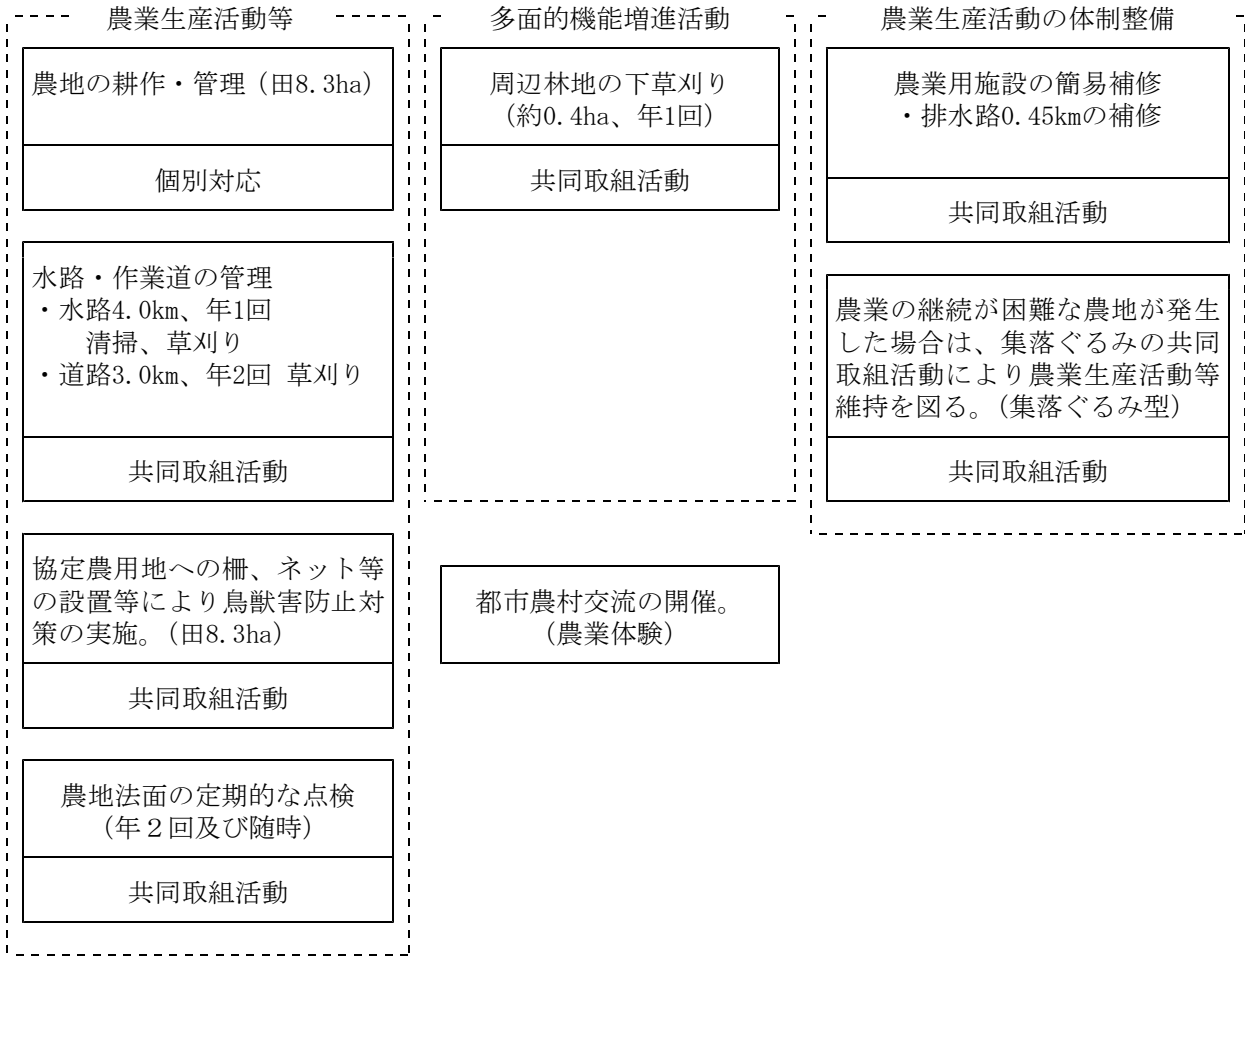 農業生産活動等
農地の耕作・管理（田8.3ha）
個別対応
水路・作業道の管理
・水路4.0km、年1回
清掃、草刈り
・道路3.0km、年2回 草刈り
共同取組活動
協定農用地への柵、ネット等
の設置等により鳥獣害防止対
策の実施。（田8.3ha）
共同取組活動
農地法面の定期的な点検
（年２回及び随時）
共同取組活動
多面的機能増進活動
周辺林地の下草刈り
（約0.4ha、年1回）
共同取組活動
都市農村交流の開催。
（農業体験）
農業生産活動の体制整備
農業用施設の簡易補修
・排水路0.45kmの補修
共同取組活動
農業の継続が困難な農地が発生
した場合は、集落ぐるみの共同
取組活動により農業生産活動等
維持を図る。（集落ぐるみ型）
共同取組活動